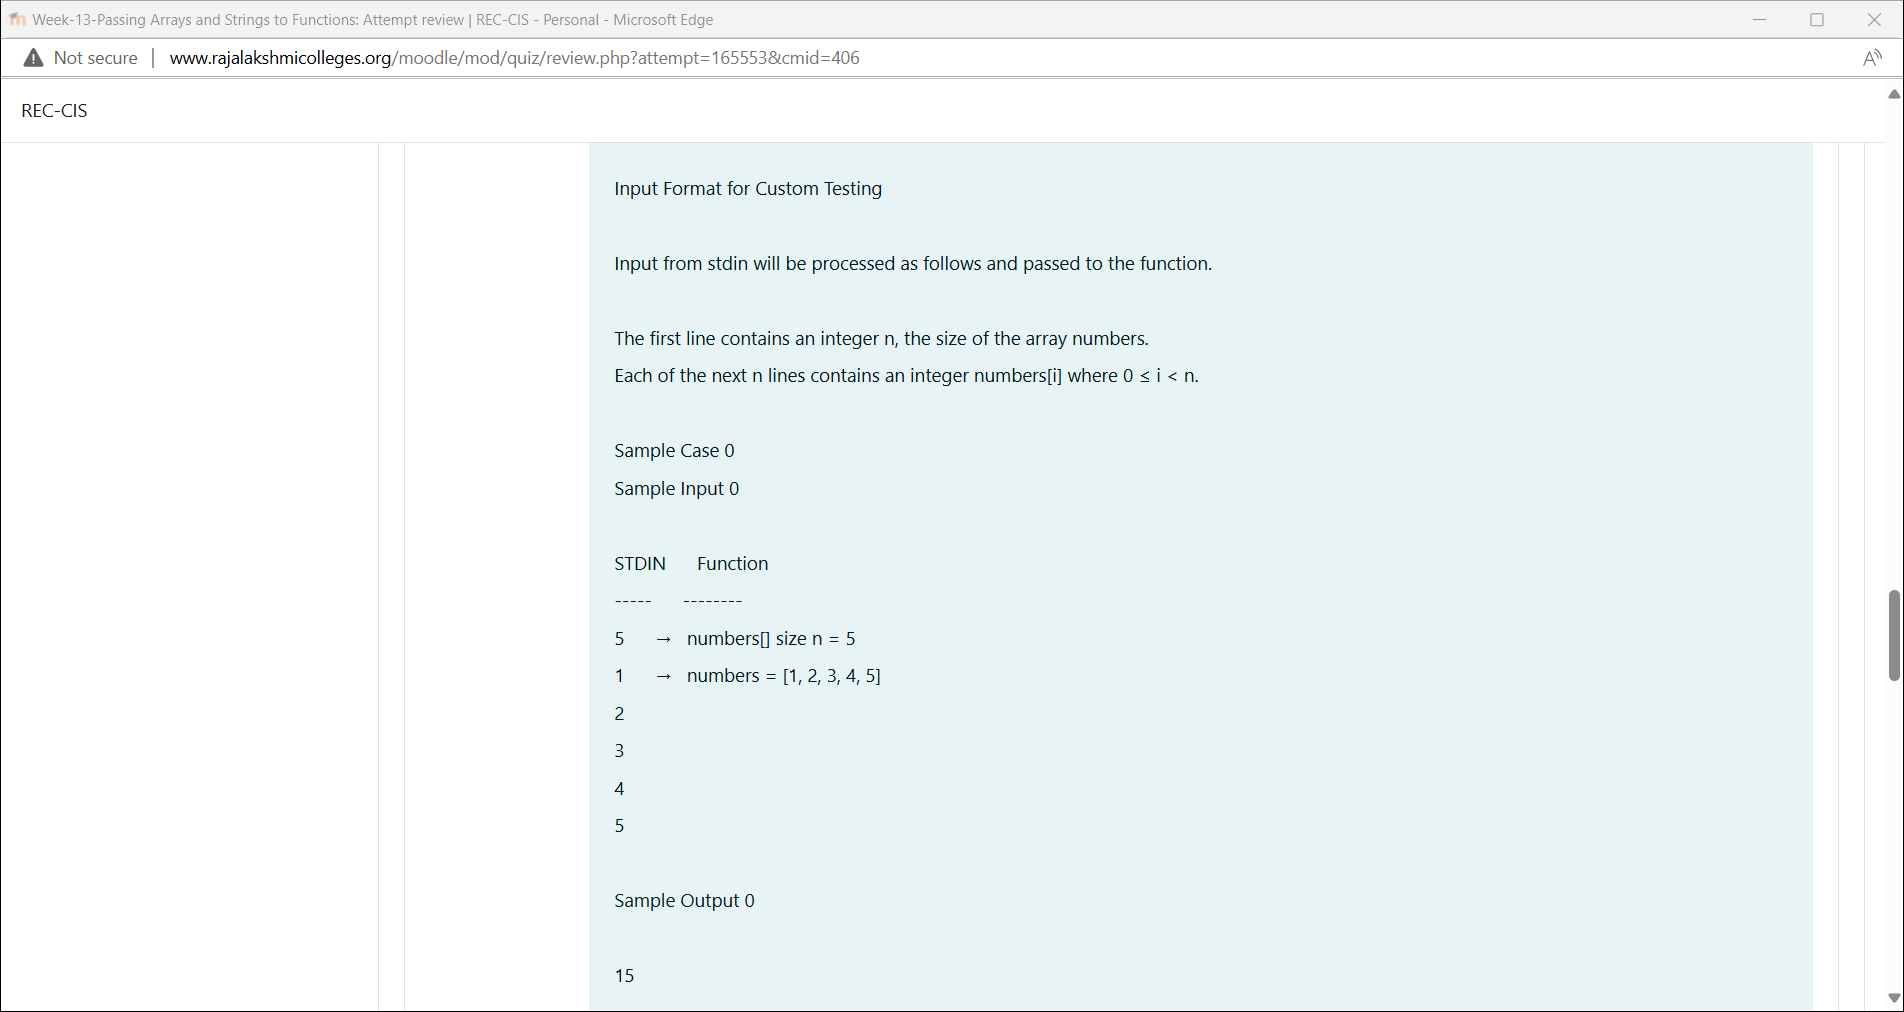 Week-13-Passing Arrays and Strings to Functions: Attempt review | REC-CIS - Personal - Microsoft Edge
Not secure | www.rajalakshmicolleges.org/moodle/mod/quiz/review.php?attempt=165553&cmid=406
REC-CIS
Input Format for Custom Testing
Input from stdin will be processed as follows and passed to the function.
The first line contains an integer n, the size of the array numbers.
Each of the next n lines contains an integer numbers[i] where 0 ≤ i < n.
Sample Case 0
Sample Input 0
STDIN Function
----- --------
5 → numbers[] size n = 5
1 → numbers = [1, 2, 3, 4, 5]
2
3
4
5
Sample Output 0
15